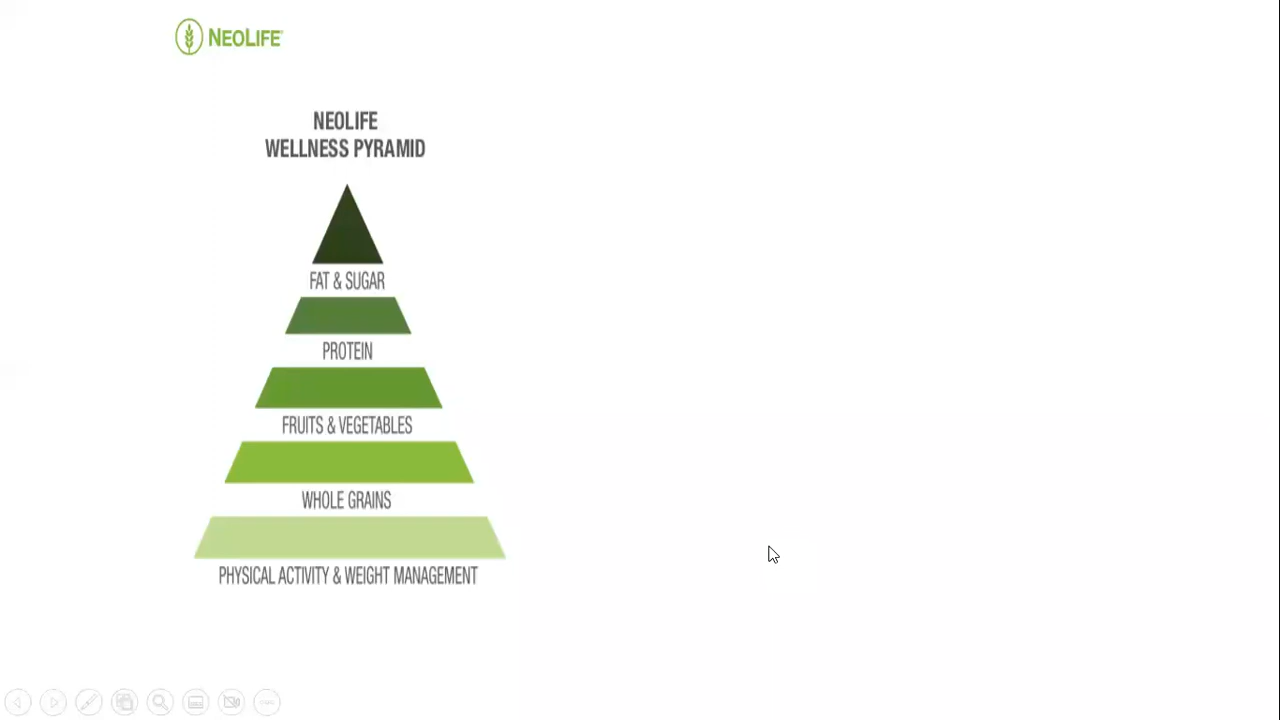 NEOLIFE
NEOLIFE
WELLNESS PYRAMID
FAT & SUGAR
PROTEIN
FRUITS & VEGETABLES
WHOLE GRAINS
PHYSICAL ACTIVITY & WEIGHT MANAGEMENT